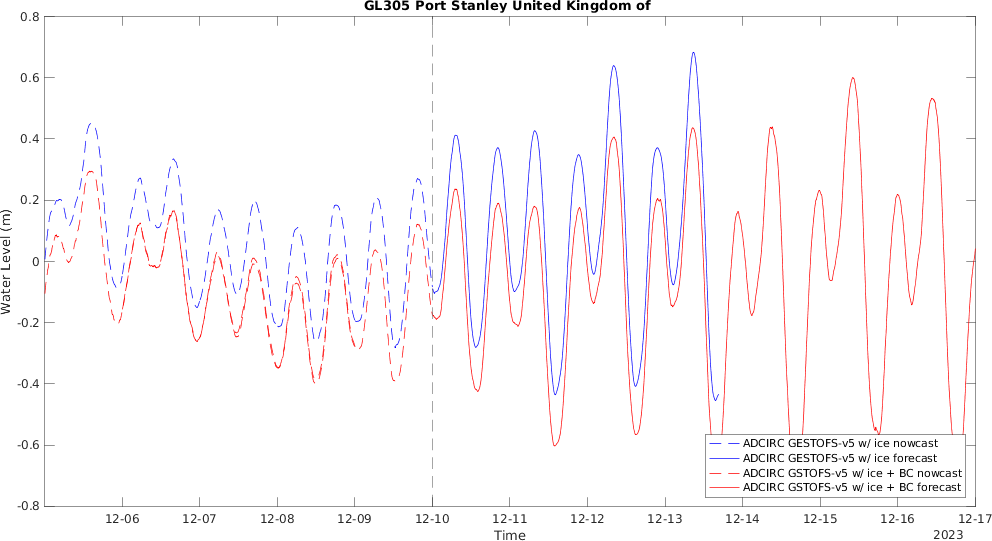 GL305 Port Stanley United Kingdom of
0.8
0.6
0.4
0.2
0
-0.2
-0.4
-0.6
-0.8
Water Level (m)
ADCIRC GESTOFS-v5 w/ ice nowcast
ADCIRC GESTOFS-v5 w/ ice forecast
ADCIRC GSTOFS-v5 w/ ice + BC nowcast
ADCIRC GSTOFS-v5 w/ ice + BC forecast
12-06 12-07 12-08 12-09 12-10 12-11 12-12 12-13 12-14 12-15 12-16 12-17
Time
2023